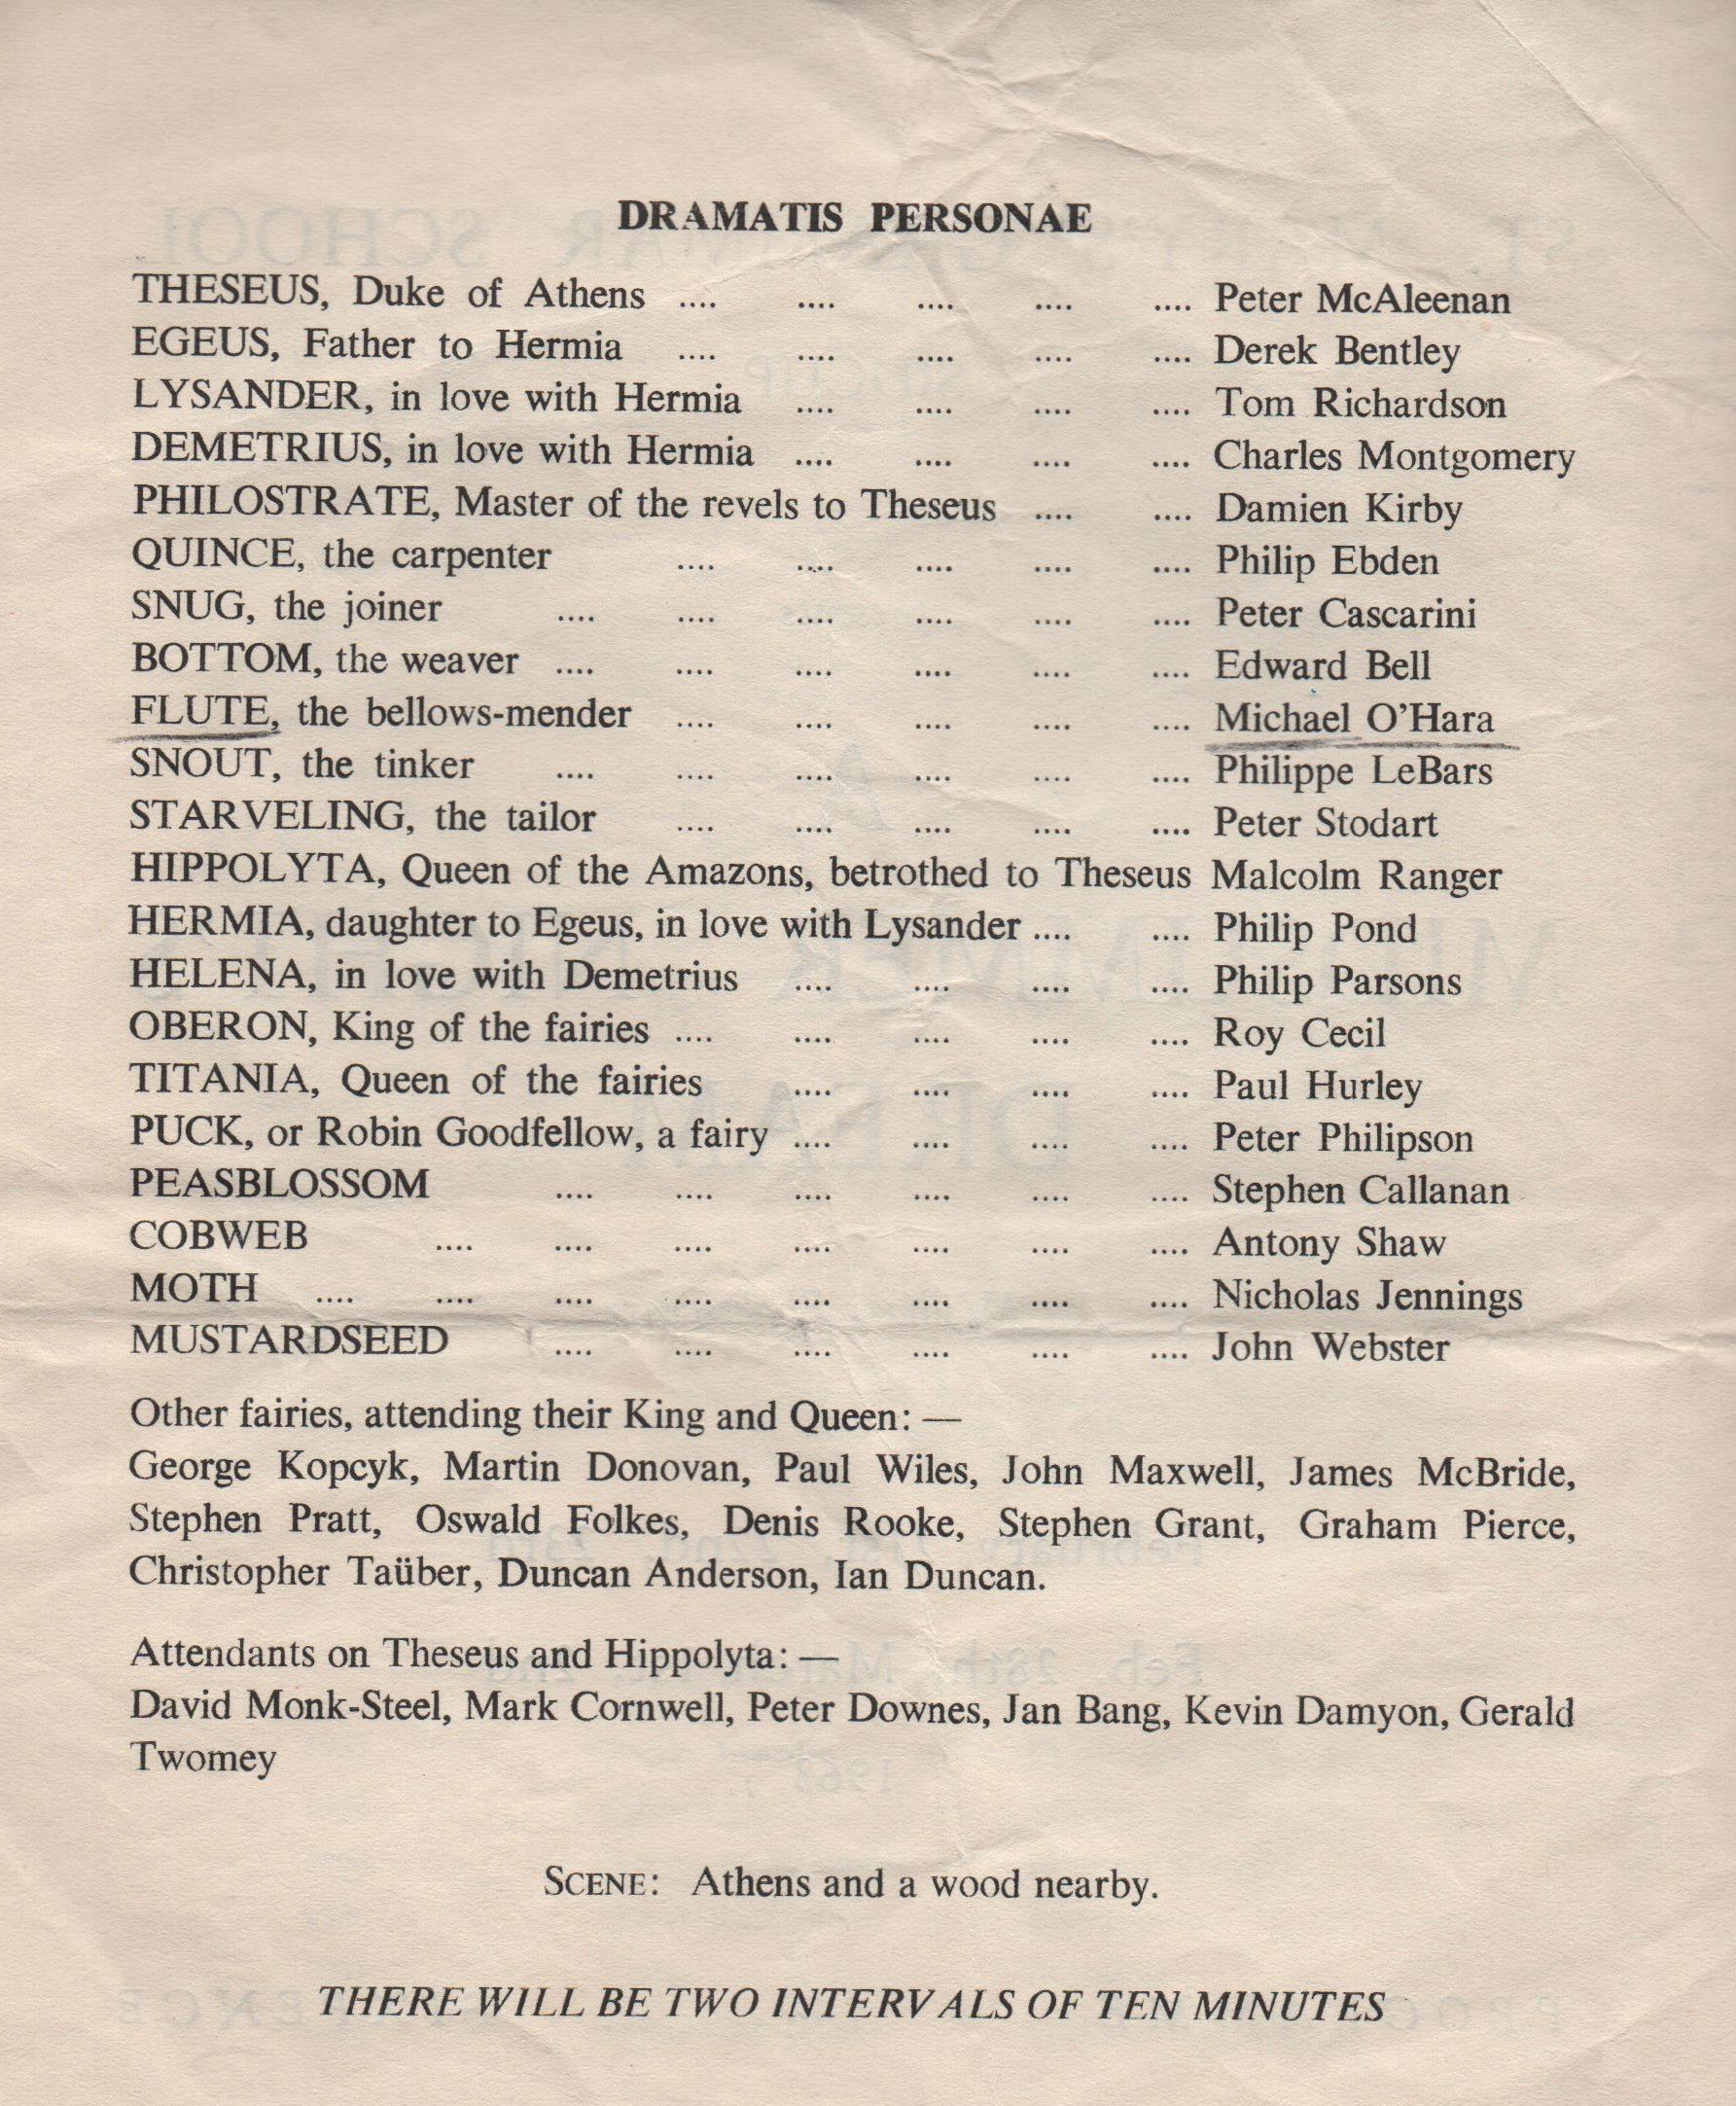 DRAMATIS PERSONAE
THESEUS, Duke of Athens .... .... .... .... .... Peter McAleenan
EGEUS, Father to Hermia .... .... .... .... .... Derek Bentley
LYSANDER, in love with Hermia .... .... .... .... Tom Richardson
DEMETRIUS, in love with Hermia .... .... .... .... Charles Montgomery
PHILOSTRATE, Master of the revels to Theseus .... .... Damien Kirby
QUINCE, the carpenter .... .... .... .... .... Philip Ebden
SNUG, the joiner .... .... .... .... .... .... Peter Cascarini
BOTTOM, the weaver .... .... .... .... .... .... Edward Bell
FLUTE, the bellows-mender .... .... .... .... .... Michael O'Hara
SNOUT, the tinker .... .... .... .... .... .... Philippe LeBars
STARVELING, the tailor .... .... .... .... .... Peter Stodart
HIPPOLYTA, Queen of the Amazons, betrothed to Theseus Malcolm Ranger
HERMIA, daughter to Egeus, in love with Lysander .... .... Philip Pond
HELENA, in love with Demetrius .... .... .... .... Philip Parsons
OBERON, King of the fairies .... .... .... .... .... Roy Cecil
TITANIA, Queen of the fairies .... .... .... .... Paul Hurley
PUCK, or Robin Goodfellow, a fairy .... .... .... .... Peter Philipson
PEASBLOSSOM .... .... .... .... .... .... Stephen Callanan
COBWEB .... .... .... .... .... .... .... Antony Shaw
MOTH .... .... .... .... .... .... .... .... Nicholas Jennings
MUSTARDSEED .... .... .... .... .... .... John Webster
Other fairies, attending their King and Queen: —
George Kopcyk, Martin Donovan, Paul Wiles, John Maxwell, James McBride,
Stephen Pratt, Oswald Folkes, Denis Rooke, Stephen Grant, Graham Pierce,
Christopher Taüber, Duncan Anderson, Ian Duncan.
Attendants on Theseus and Hippolyta: —
David Monk-Steel, Mark Cornwell, Peter Downes, Jan Bang, Kevin Damyon, Gerald
Twomey
SCENE: Athens and a wood nearby.
THERE WILL BE TWO INTERVALS OF TEN MINUTES